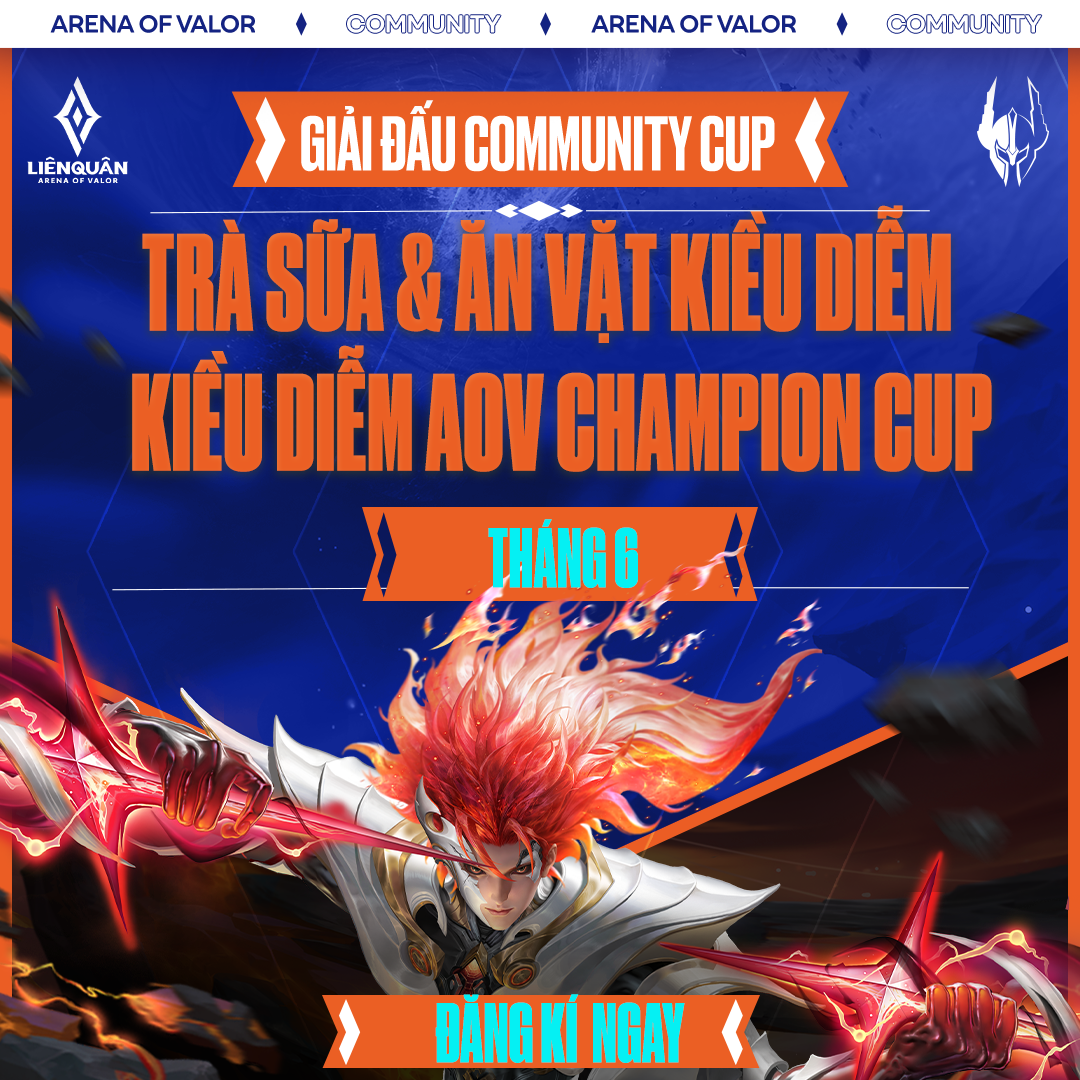 ARENA OF VALOR COMMUNITY ARENA OF VALOR COMMUNITY
LIÊNQUÂN
ARENA OF VALOR
GIẢI ĐẤU COMMUNITY CUP
TRÀ SỮA & ĂN VẶT KIỀU DIỄM
KIỀU DIỄM AOV CHAMPION CUP
THÁNG 6
ĐĂNG KÍ NGAY